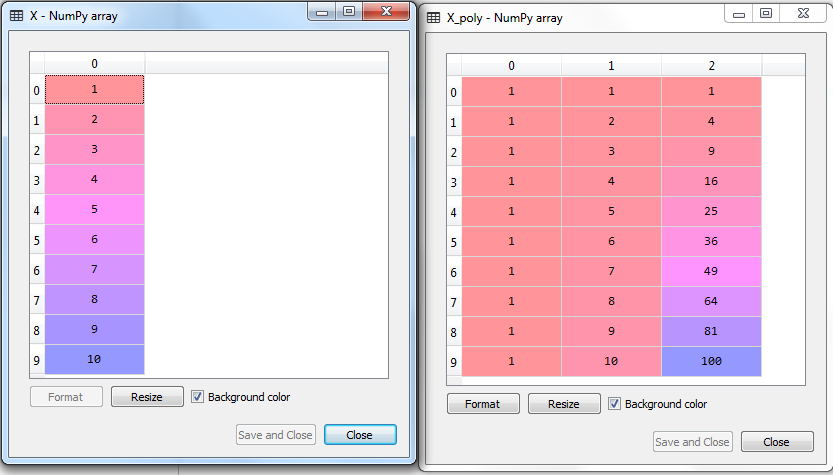 X - NumPy array
0
0 1
1 2
2 3
3 4
4 5
5 6
6 7
7 8
8 9
9 10
Format Resize Background color
Save and Close Close
X_poly - NumPy array
0 1 2
0 1 1 1
1 1 2 4
2 1 3 9
3 1 4 16
4 1 5 25
5 1 6 36
6 1 7 49
7 1 8 64
8 1 9 81
9 1 10 100
Format Resize Background color
Save and Close Close